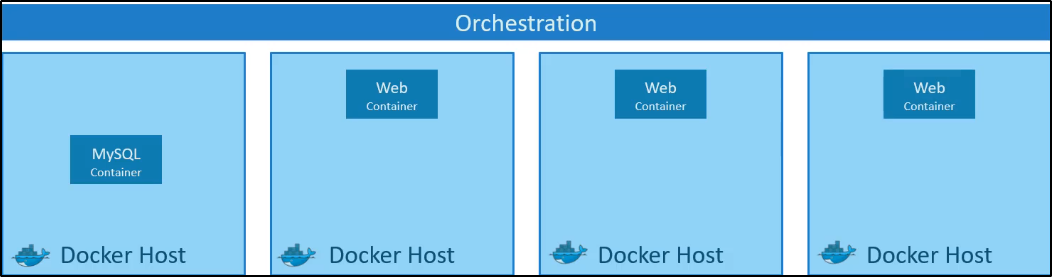 Orchestration
MySQL
Container
Docker Host
Web
Container
Docker Host
Web
Container
Docker Host
Web
Container
Docker Host